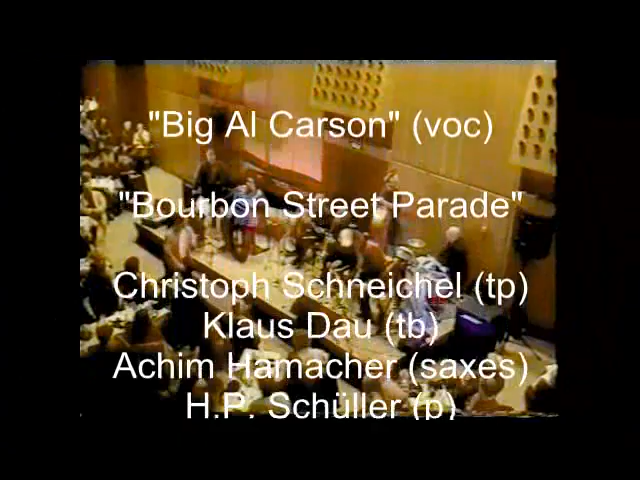 "Big Al Carson" (voc)
"Bourbon Street Parade"
Christoph Schneichel (tp)
Klaus Dau (tb)
Achim Hamacher (saxes)
H.P. Schüller (p)